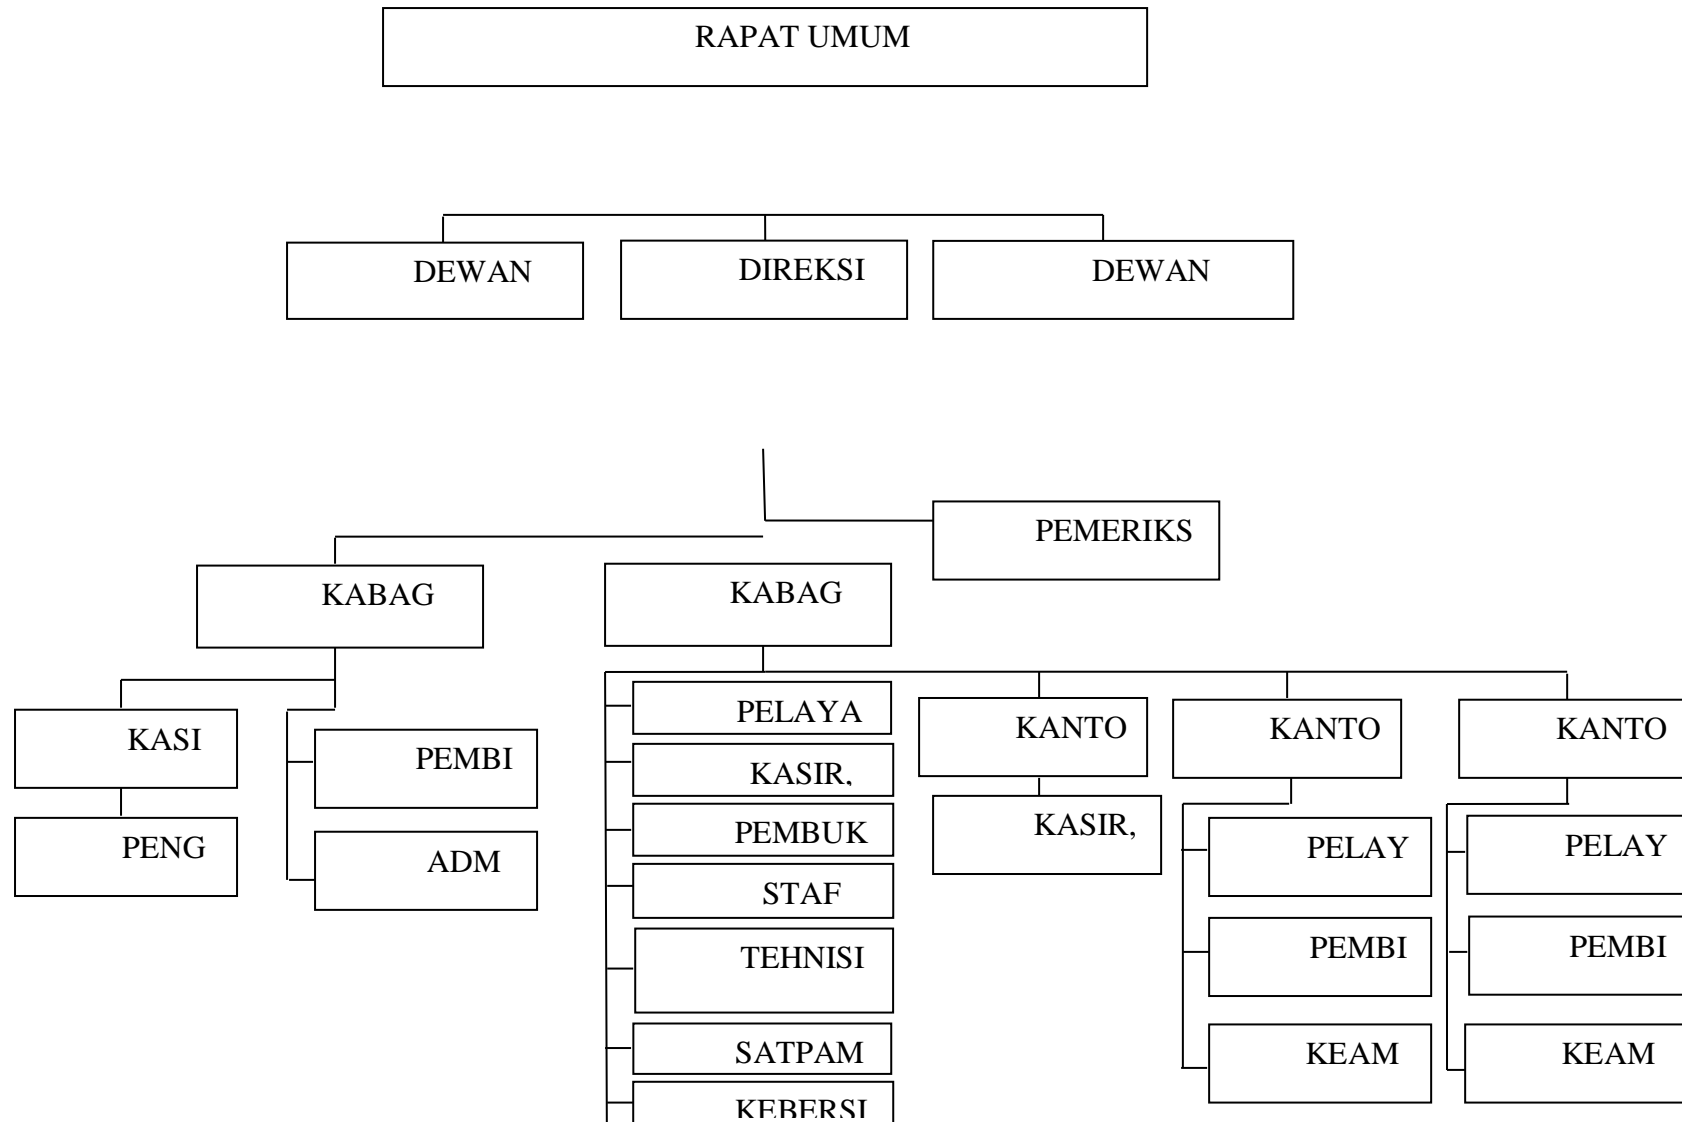 RAPAT UMUM
DEWAN
DIREKSI
DEWAN
PEMERIKS
KABAG
KABAG
KASI
PENG
PEMBI
ADM
PELAYA
KASIR,
PEMBUK
STAF
TEHNISI
SATPAM
KEBERSI
KANTO
KASIR,
KANTO
PELAY
PEMBI
KEAM
KANTO
PELAY
PEMBI
KEAM